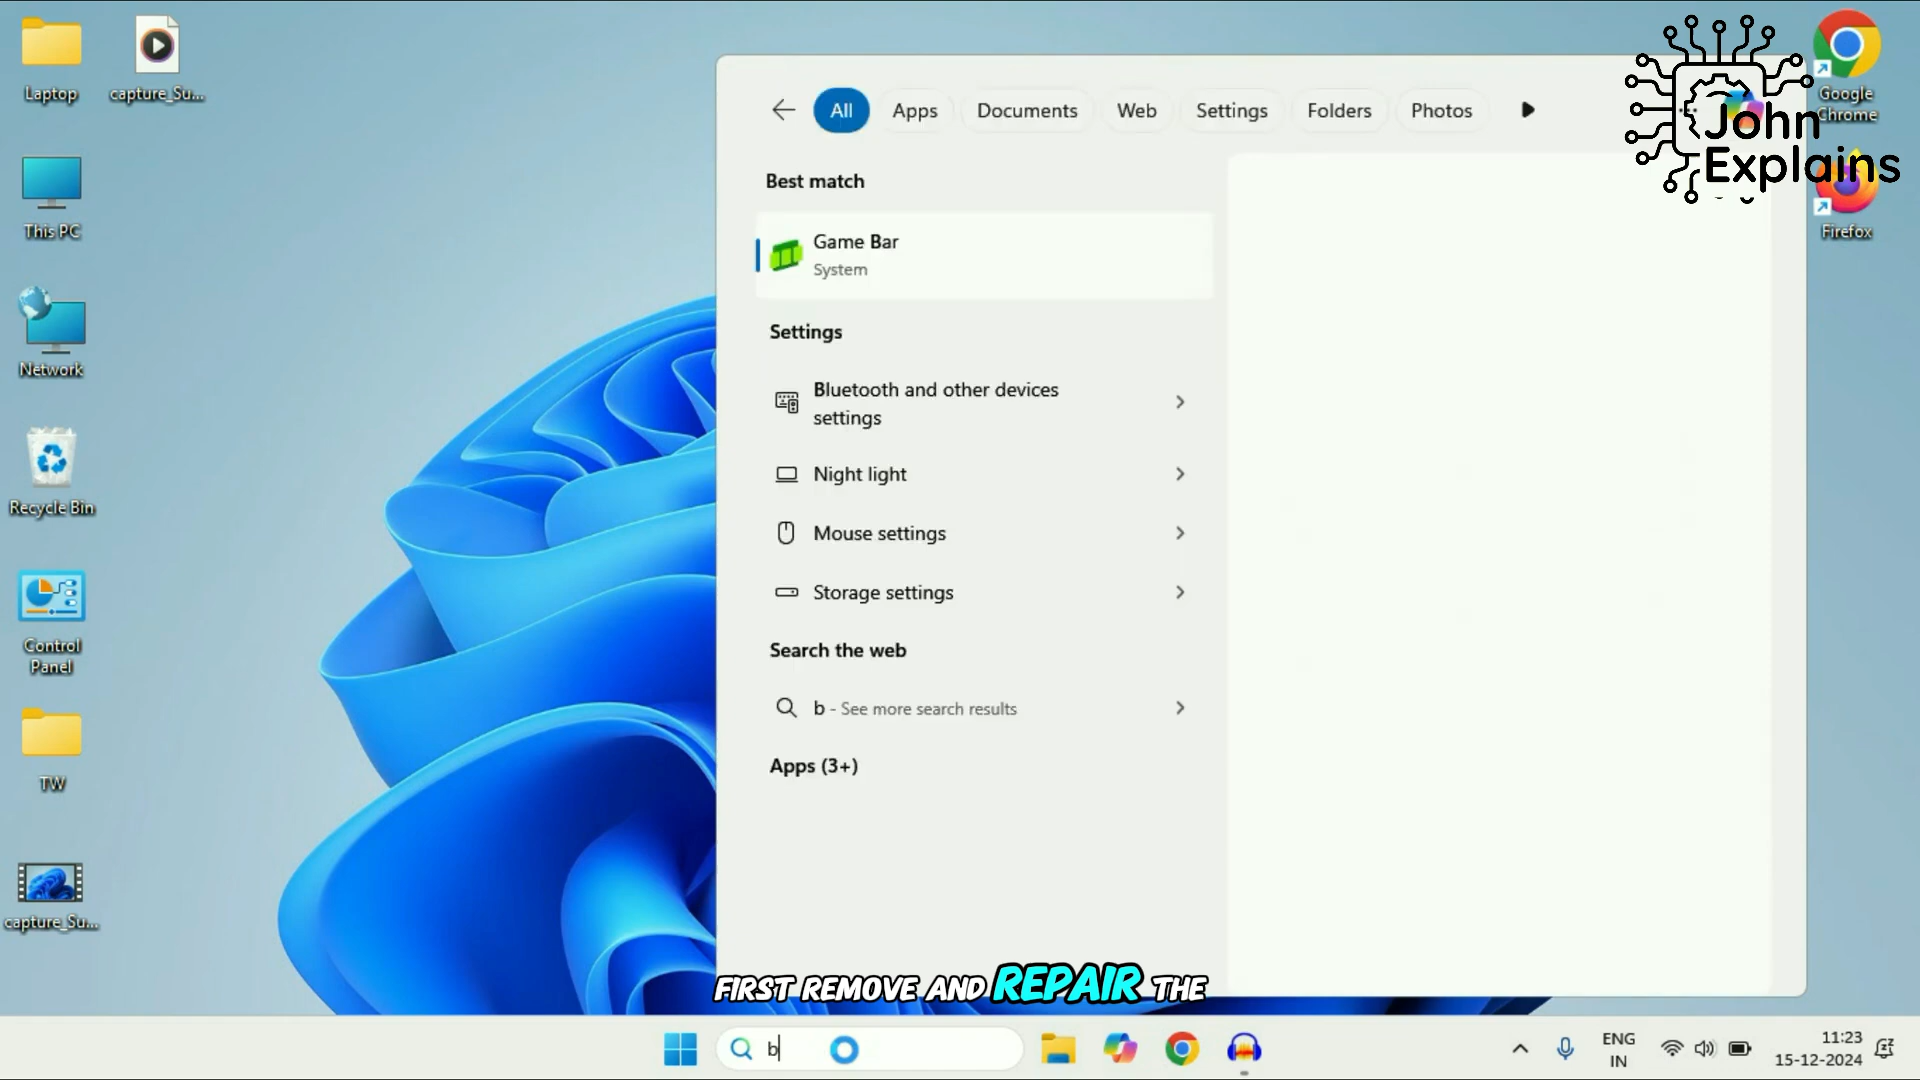 Laptop
capture_Su...
This PC
Network
Recycle Bin
Control
Panel
TW
capture_Su...
All
Apps
Documents
Web
Settings
Folders
Photos
Best match
Game Bar
System
Settings
Bluetooth and other devices
settings
Night light
Mouse settings
Storage settings
Search the web
b - See more search results
Apps (3+)
John
Explains
Google
Chrome
Firefox
FIRST REMOVE AND REPAIR THE
b
ENG
IN
11:23
15-12-2024